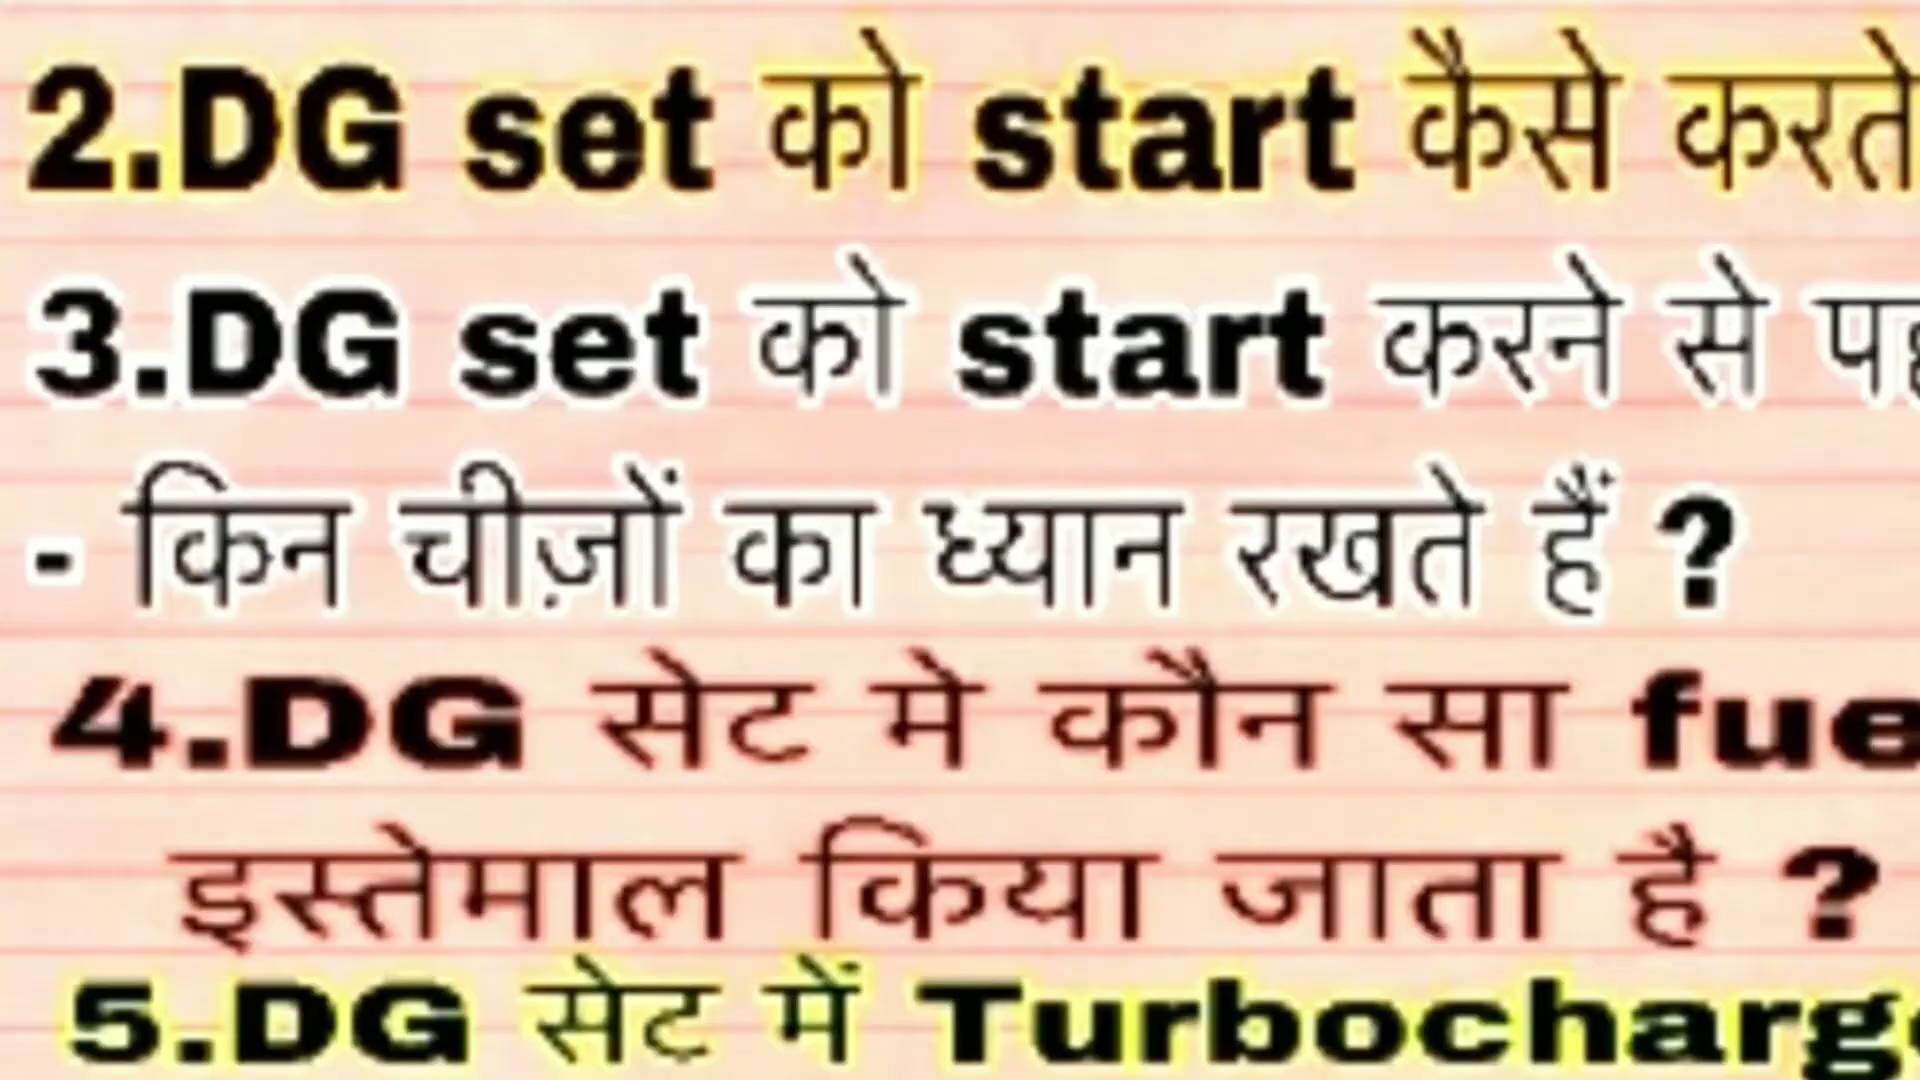 2.DG set को start कैसे करते
3.DG set को start करने से
- किन चीज़ों का ध्यान रखते हैं ?
4.DG सेट मे कौन सा
इस्तेमाल किया जाता है ?
5.DG सेट में